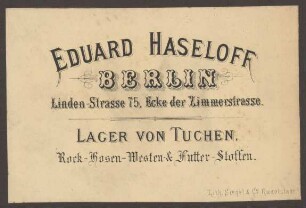 EDUARD HASELOFF
BERLIN
Linden-Strasse 75, Ecke der Zimmerstrasse.
LAGER VON TUCHEN,
Rock-Hosen-Westen-& Futter-Stoffen.